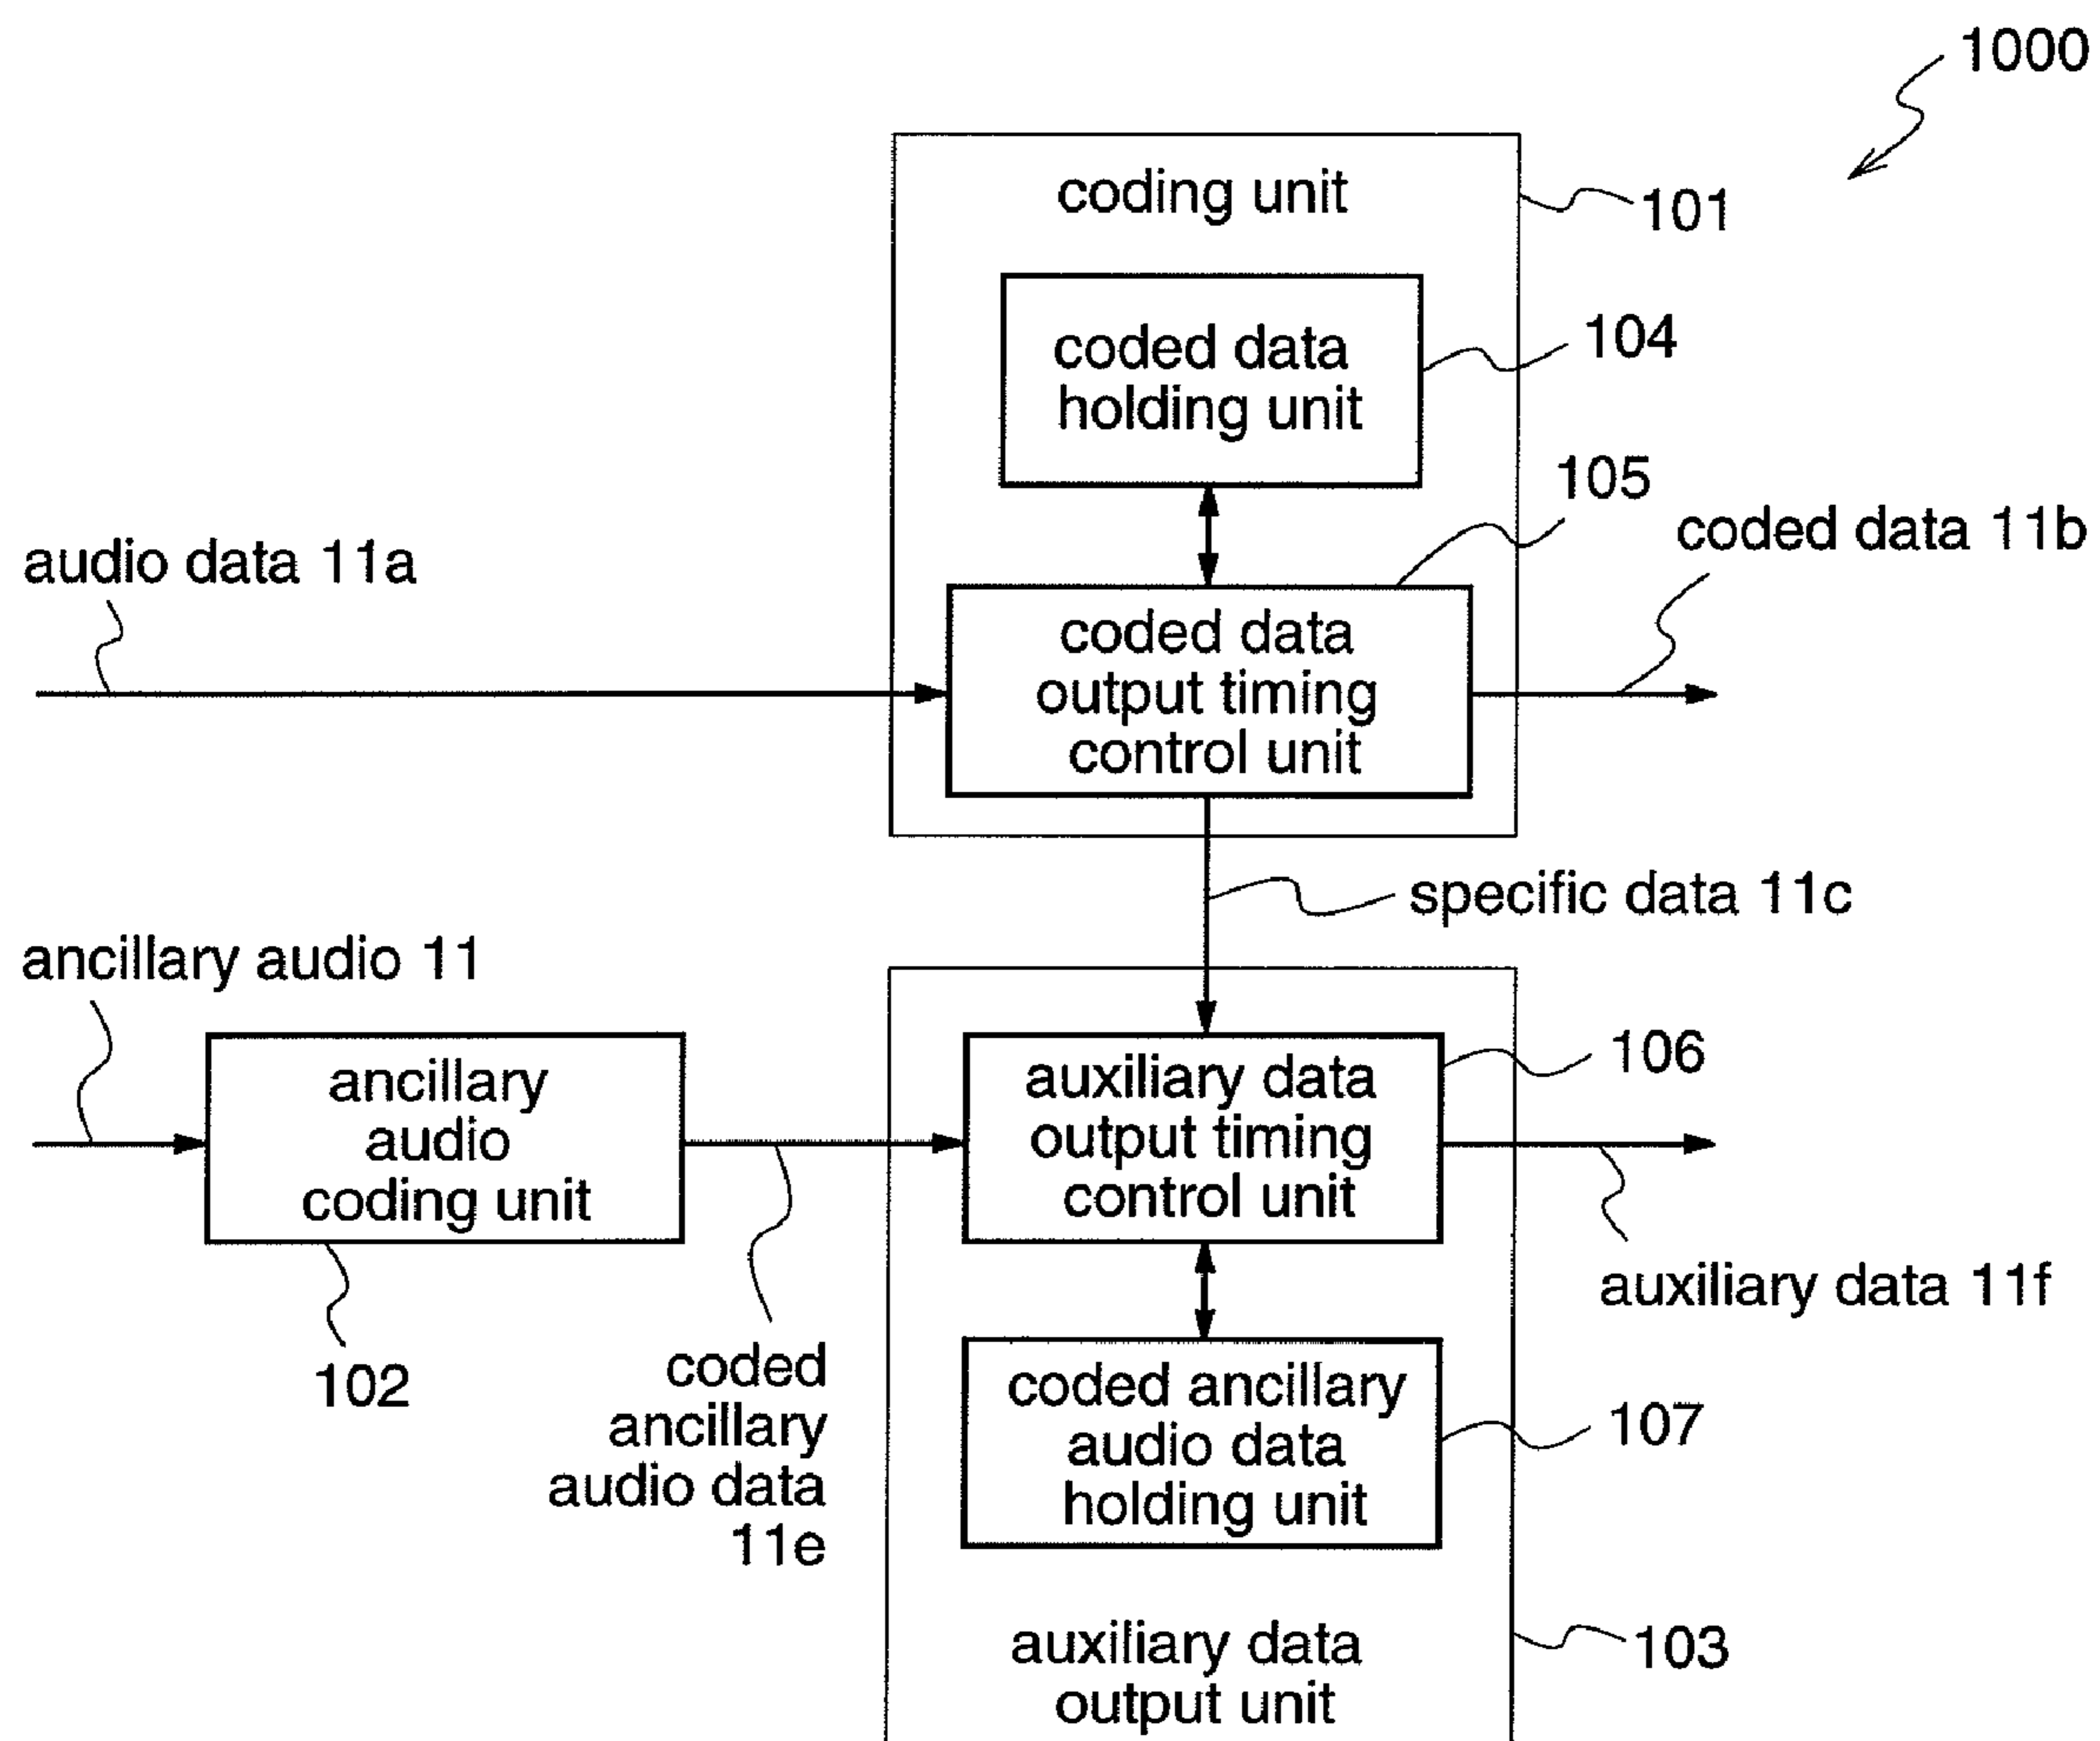 1000
coding unit
101
coded data
holding unit
104
105
coded data 11b
audio data 11a
coded data
output timing
control unit
specific data 11c
ancillary audio 11
ancillary
audio
coding unit
102
auxiliary data
output timing
control unit
106
auxiliary data 11f
coded
ancillary
audio data
11e
coded ancillary
audio data
holding unit
107
auxiliary data
output unit
103